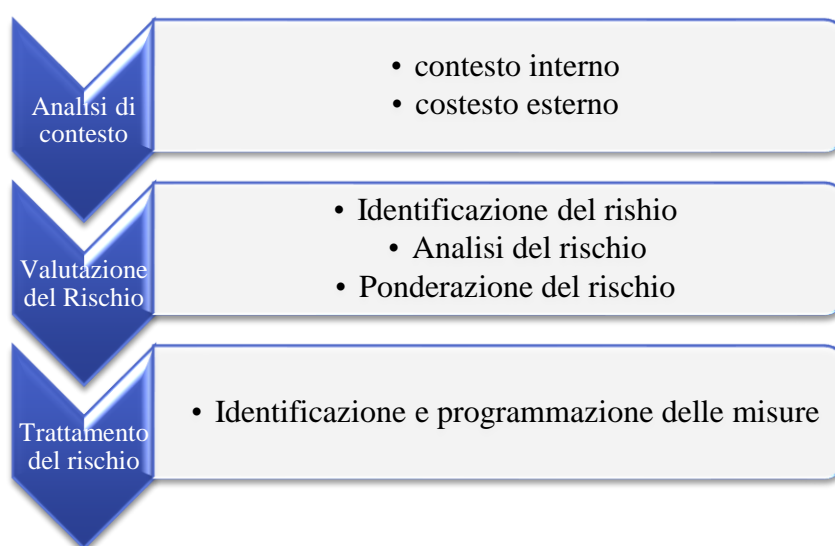 Analisi di
contesto
• contesto interno
• costesto esterno
Valutazione
del Rischio
• Identificazione del rishio
• Analisi del rischio
• Ponderazione del rischio
Trattamento
del rischio
• Identificazione e programmazione delle misure